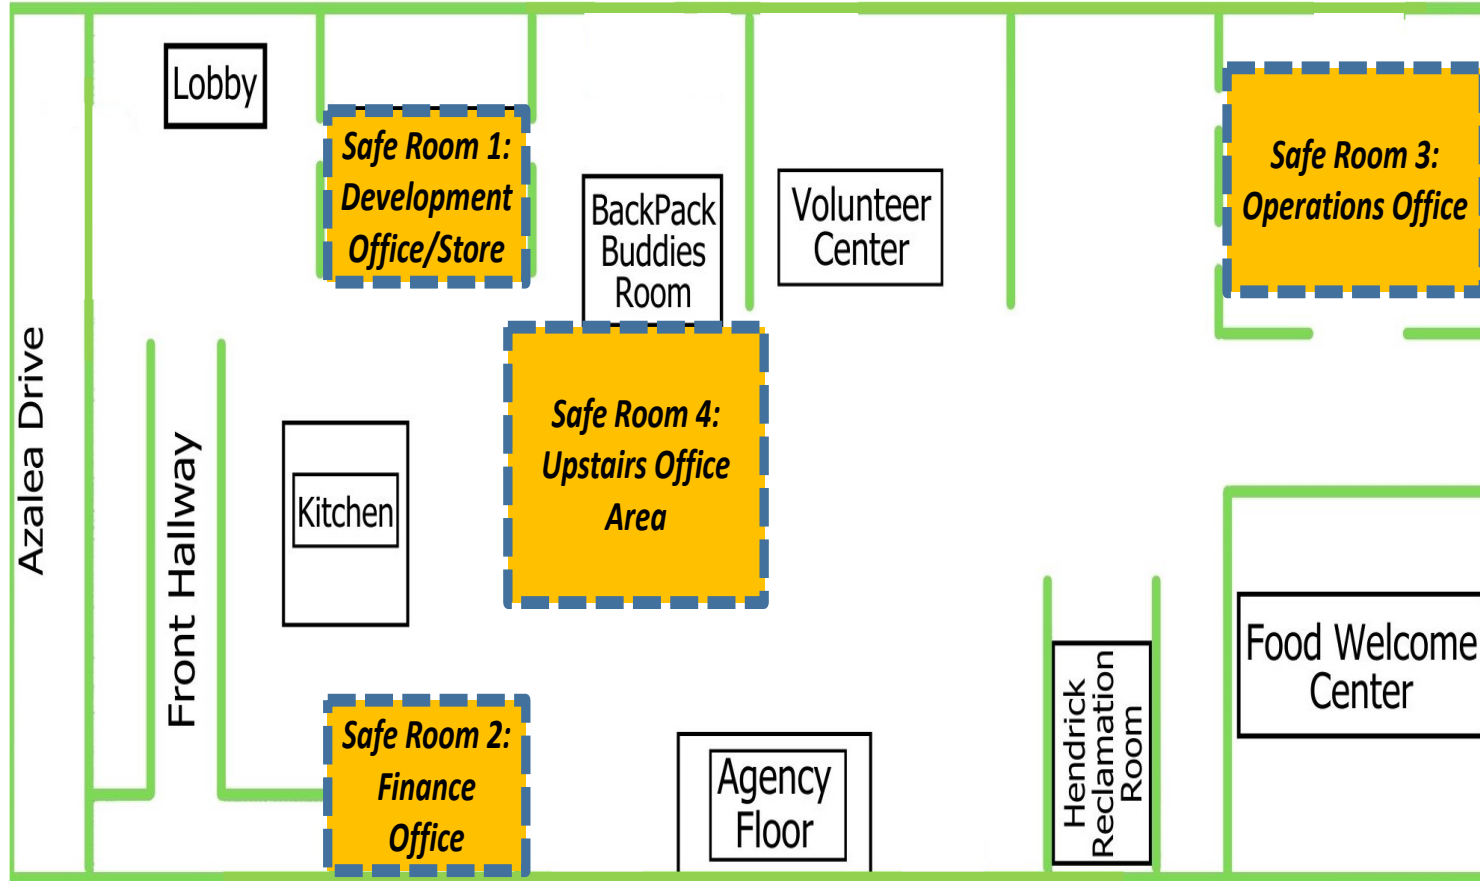 Lobby
Safe Room 1:
Development
Office/Store
BackPack
Buddies
Room
Volunteer
Center
Safe Room 3:
Operations Office
Azalea Drive
Front Hallway
Kitchen
Safe Room 4:
Upstairs Office
Area
Safe Room 2:
Finance
Office
Agency
Floor
Hendrick
Reclamation
Room
Food Welcome
Center